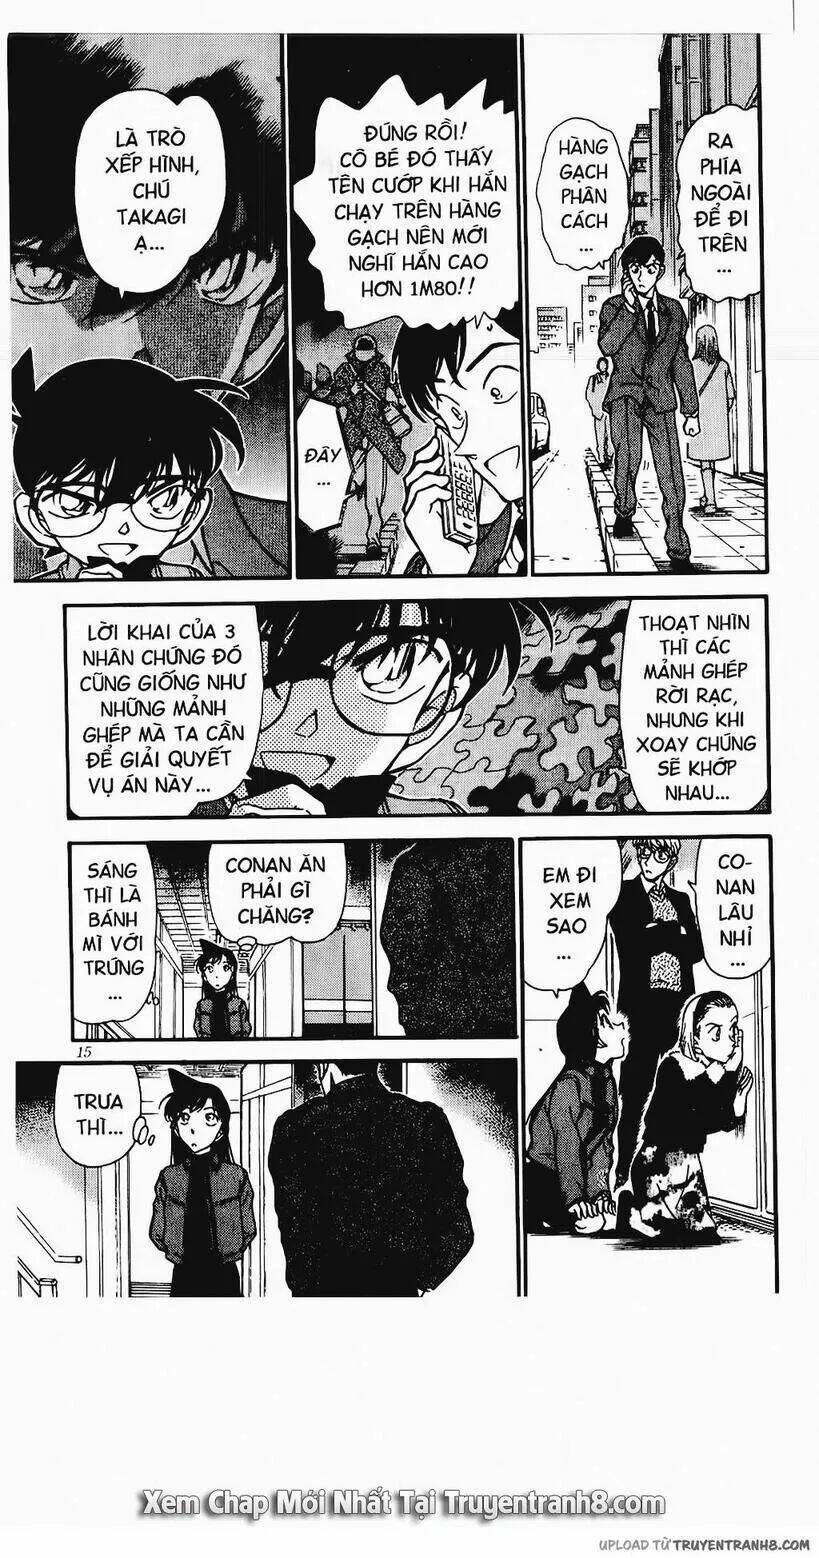 RA
PHÍA
NGOÀI
ĐỂ ĐI
TRÊN
...
HÀNG
GẠCH
PHÂN
CÁCH
...
ĐÚNG RỒI!
CÔ BÉ ĐÓ THẤY
TÊN CƯỚP KHI HẮN
CHẠY TRÊN HÀNG
GẠCH NÊN MỚI
NGHĨ HẮN CAO
HƠN 1M80!!
ĐÂY
...
LÀ TRÒ
XẾP HÌNH,
CHÚ
TAKAGI
Ạ...
THOẠT NHÌN
THÌ CÁC
MẢNH GHÉP
RỜI RẠC,
NHƯNG KHI
XOAY CHÚNG
SẼ KHỚP
NHAU...
LỜI KHAI CỦA 3
NHÂN CHỨNG ĐÓ
CŨNG GIỐNG NHƯ
NHỮNG MẢNH
GHÉP MÀ TA CẦN
ĐỂ GIẢI QUYẾT
VỤ ÁN NÀY...
CO-
NAN
LÂU
NHỈ
...
EM ĐI
XEM
SAO
...
CONAN ĂN
PHẢI GÌ
CHĂNG?
SÁNG
THÌ LÀ
BÁNH
MÌ VỚI
TRỨNG
...
15
TRƯA
THÌ...
Xem Chap Mới Nhất Tại Truyentranh8.com
UPLOAD TỪ TRUYENTRANH8.COM